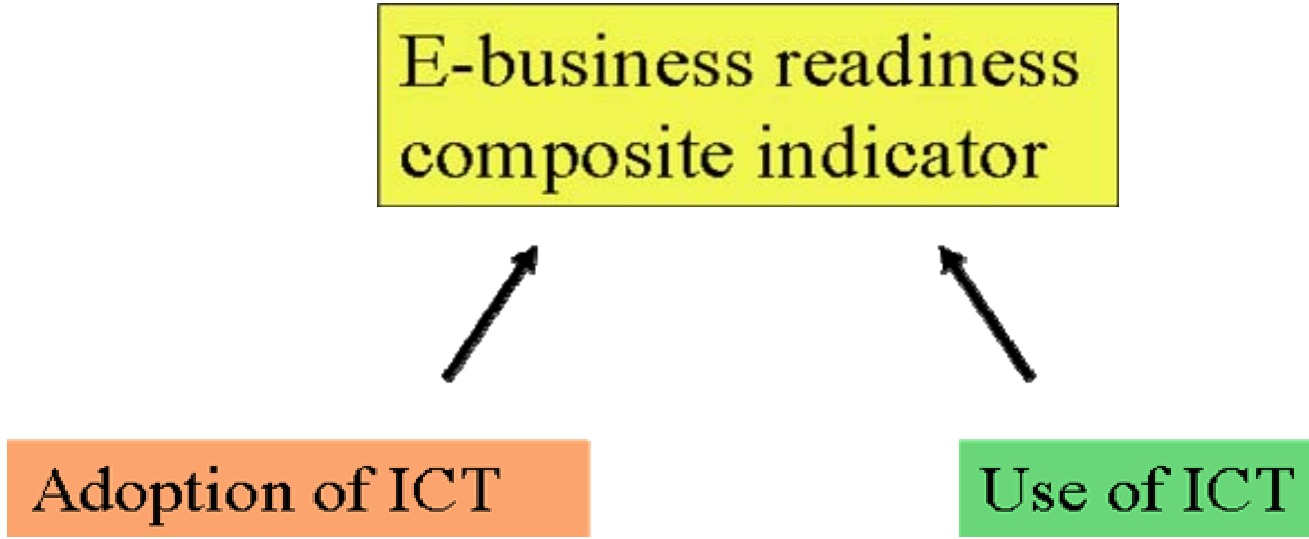 E-business readiness
composite indicator
Adoption of ICT
Use of ICT